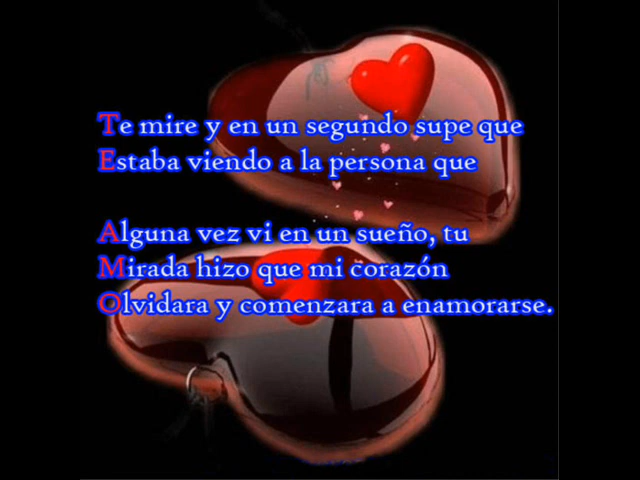 Te mire y en un segundo supe que
Estaba viendo a la persona que
Alguna vez vi en un sueño, tu
Mirada hizo que mi corazón
Olvidara y comenzara a enamorarse.